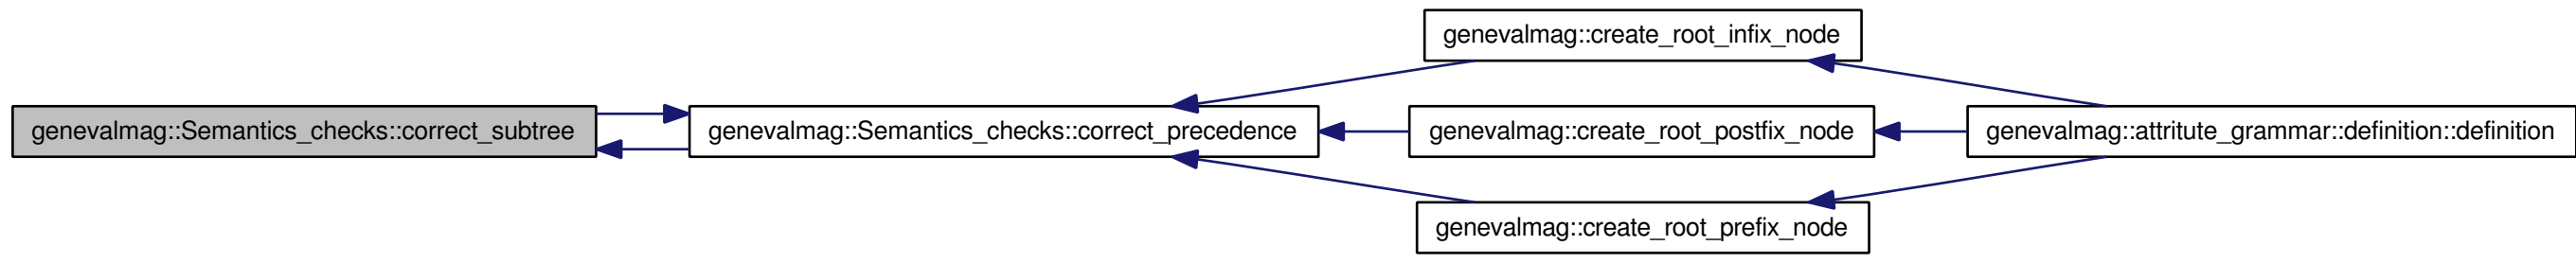 genevalmag::create_root_infix_node
genevalmag::Semantics_checks::correct_subtree
genevalmag::Semantics_checks::correct_precedence
genevalmag::create_root_postfix_node
genevalmag::attritute_grammar::definition::definition
genevalmag::create_root_prefix_node